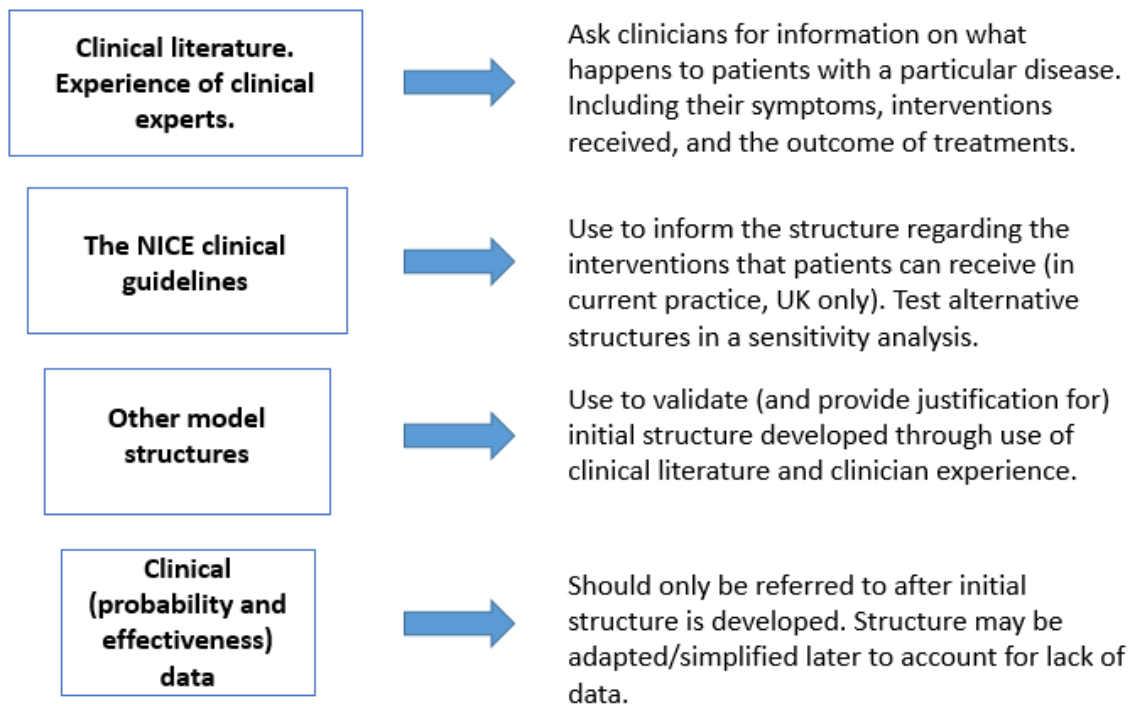 Clinical literature.
Experience of clinical
experts.
Ask clinicians for information on what
happens to patients with a particular disease.
Including their symptoms, interventions
received, and the outcome of treatments.
The NICE clinical
guidelines
Use to inform the structure regarding the
interventions that patients can receive (in
current practice, UK only). Test alternative
structures in a sensitivity analysis.
Other model
structures
Use to validate (and provide justification for)
initial structure developed through use of
clinical literature and clinician experience.
Clinical
(probability and
effectiveness)
data
Should only be referred to after initial
structure is developed. Structure may be
adapted/simplified later to account for lack of
data.